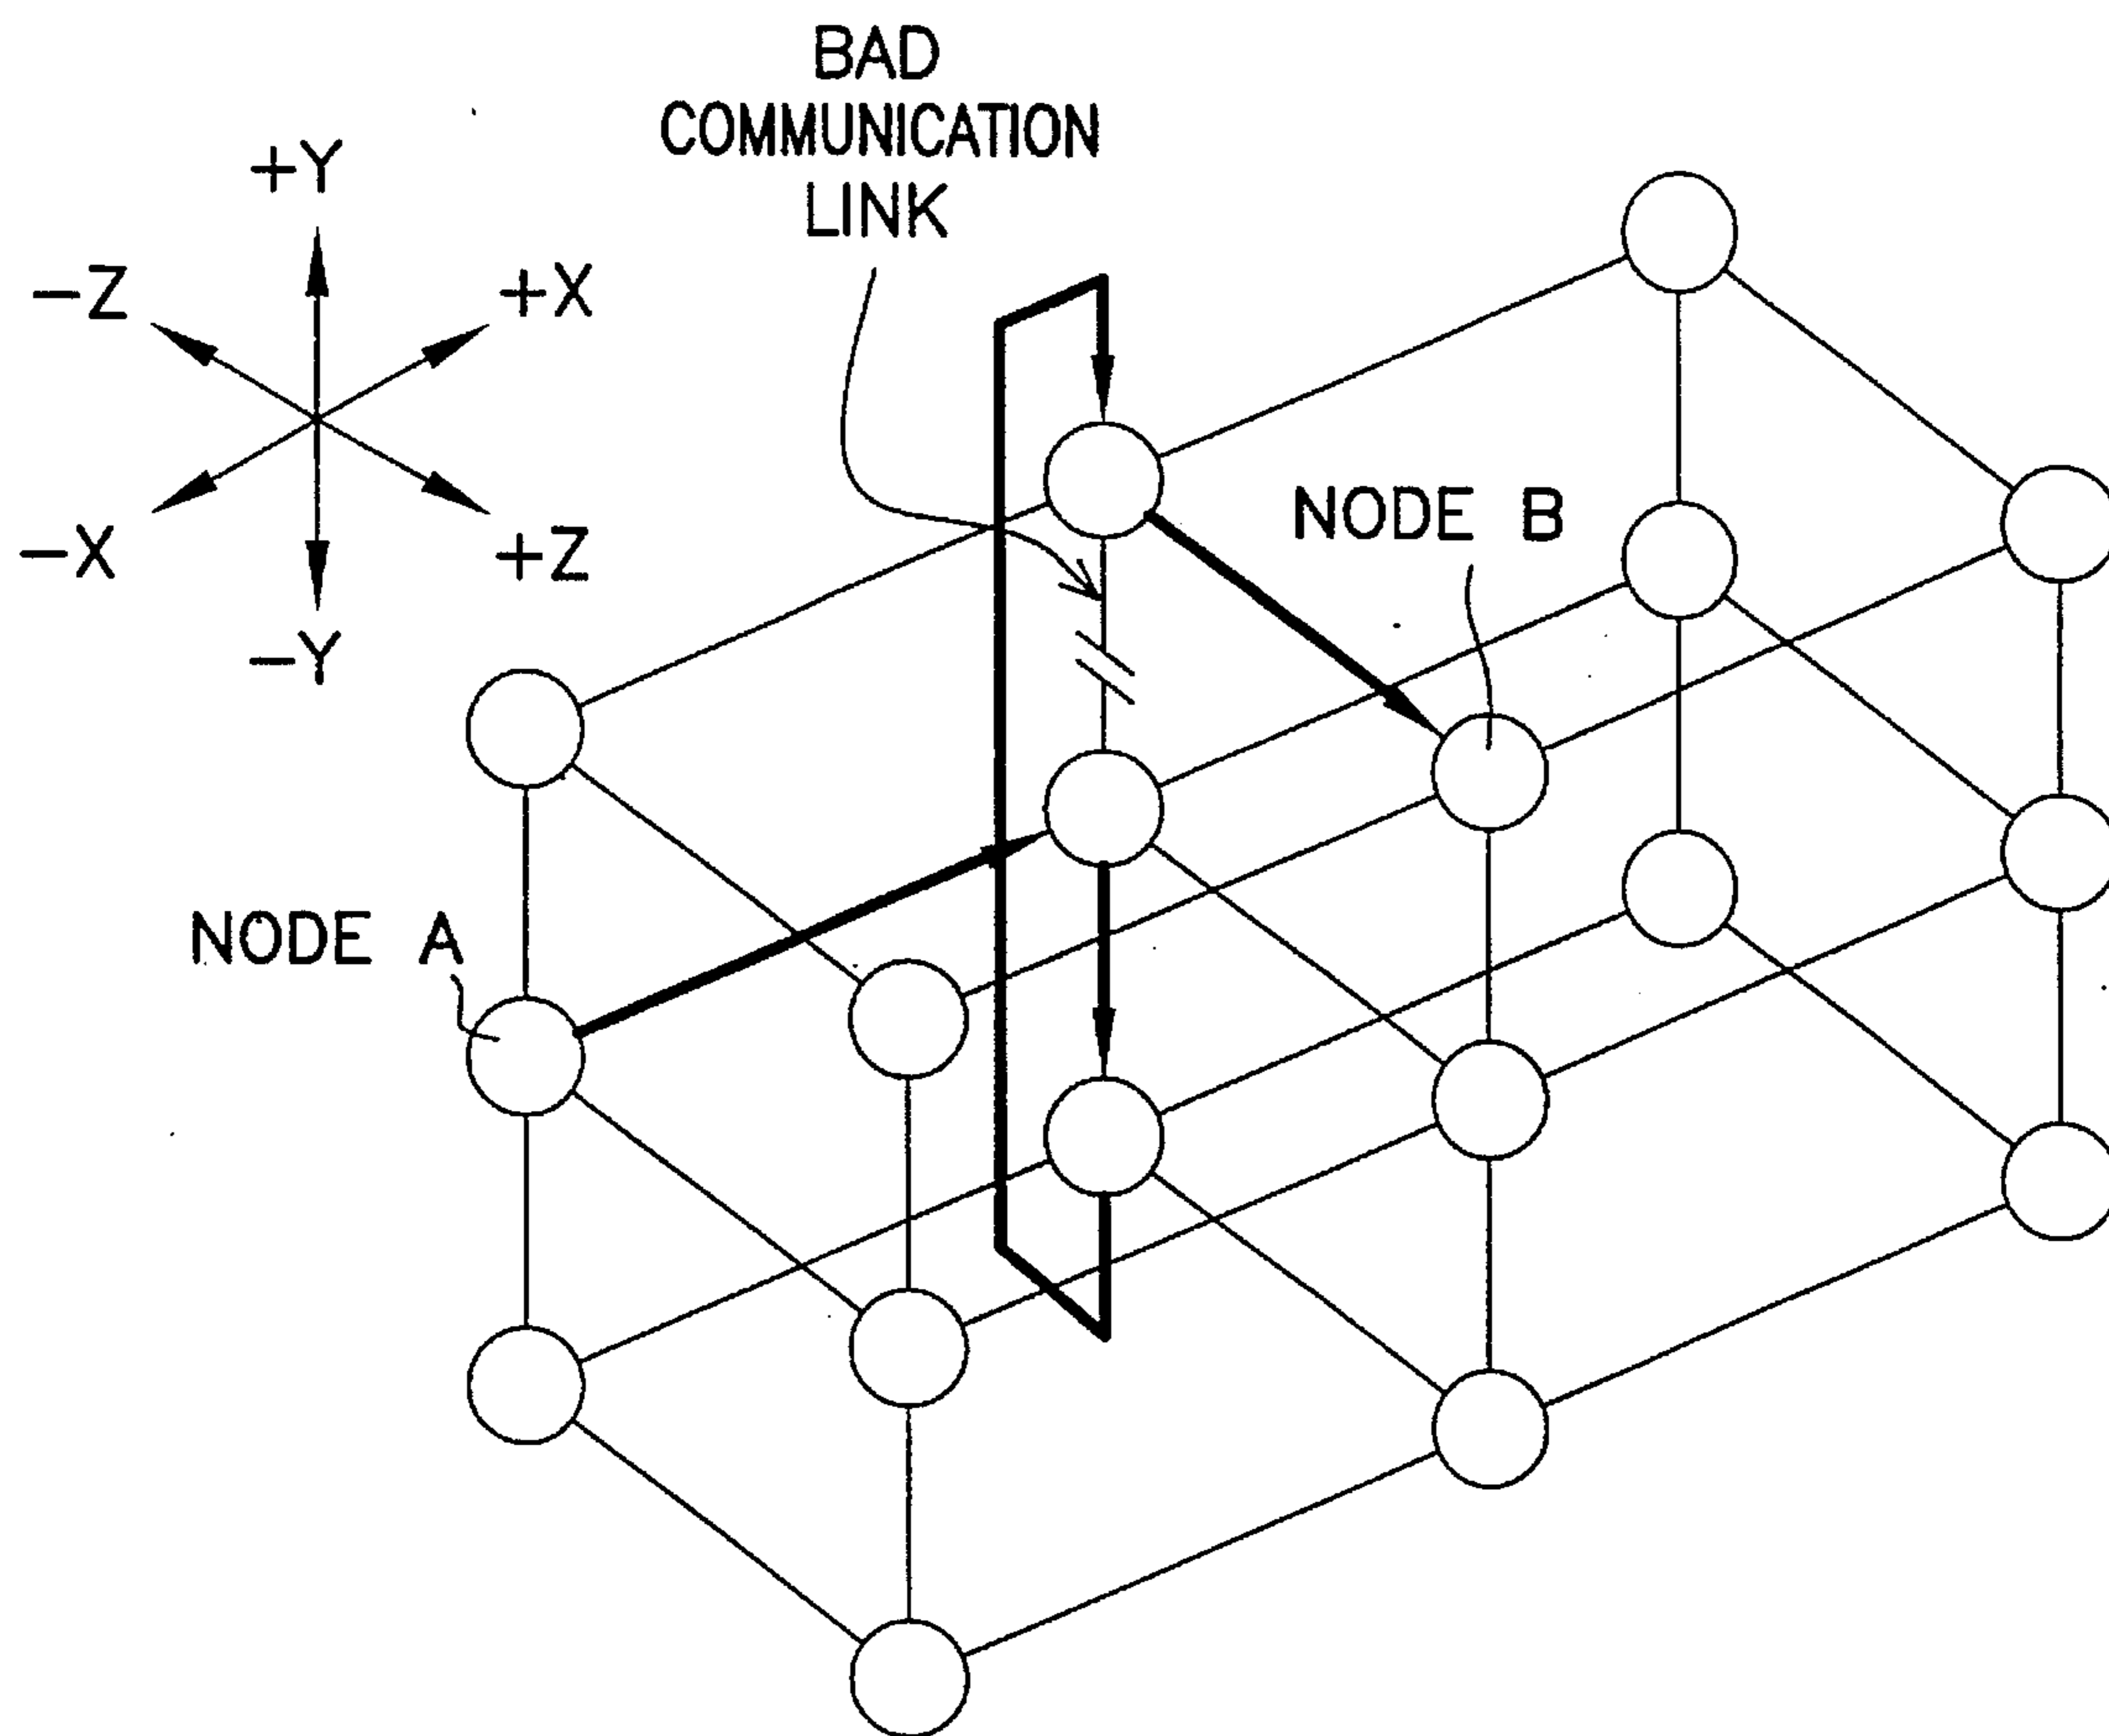 BAD
COMMUNICATION
LINK
+Y
−Z
+X
−X
+Z
−Y
NODE B
NODE A